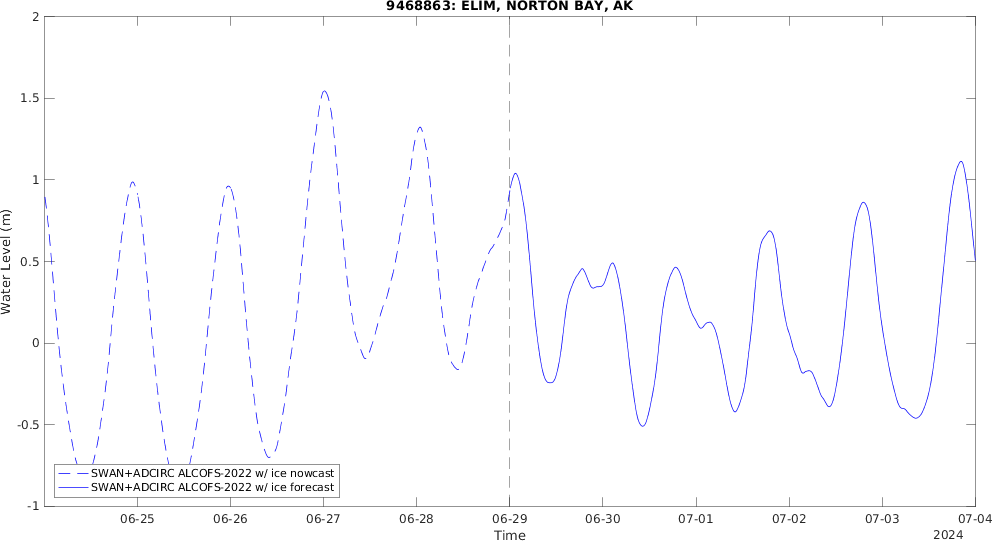 9468863: ELIM, NORTON BAY, AK
Water Level (m)
2
1.5
1
0.5
0
-0.5
-1
SWAN+ADCIRC ALCOFS-2022 w/ ice nowcast
SWAN+ADCIRC ALCOFS-2022 w/ ice forecast
06-25 06-26 06-27 06-28 06-29 06-30 07-01 07-02 07-03 07-04
Time
2024